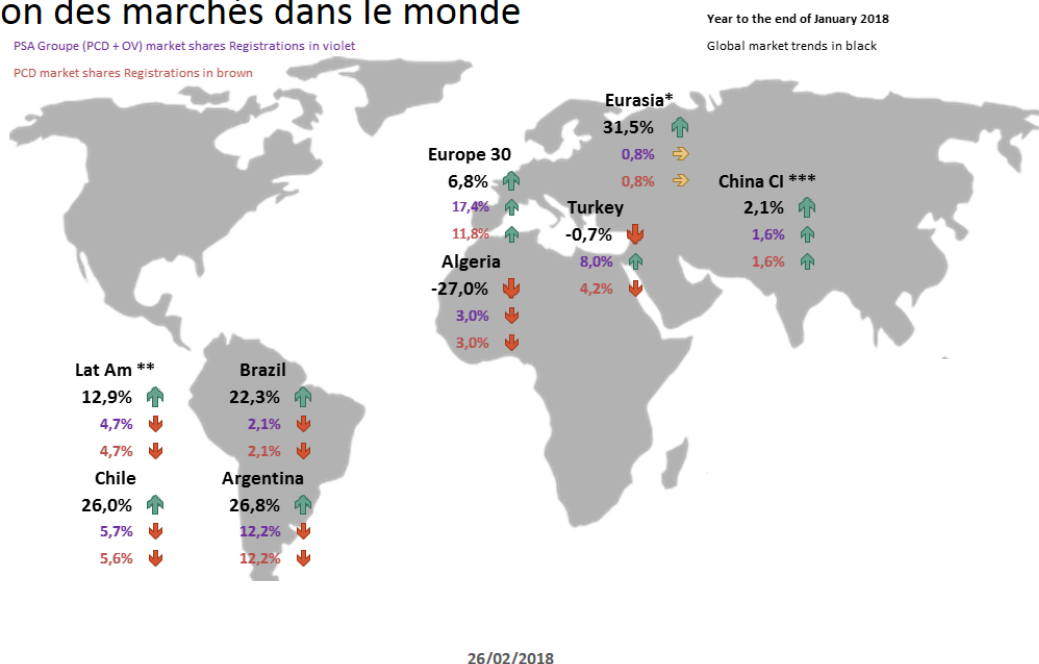 on des marchés dans le monde
Year to the end of January 2018
PSA Groupe (PCD + OV) market shares Registrations in violet
Global market trends in black
PCD market shares Registrations in brown
Eurasia*
31,5%
0,8%
0,8%
Europe 30
6,8%
17,4%
11,8%
China CI ***
2,1%
1,6%
1,6%
Turkey
-0,7%
8,0%
4,2%
Algeria
-27,0%
3,0%
3,0%
Lat Am **
12,9%
4,7%
4,7%
Brazil
22,3%
2,1%
2,1%
Chile
26,0%
5,7%
5,6%
Argentina
26,8%
12,2%
12,2%
26/02/2018